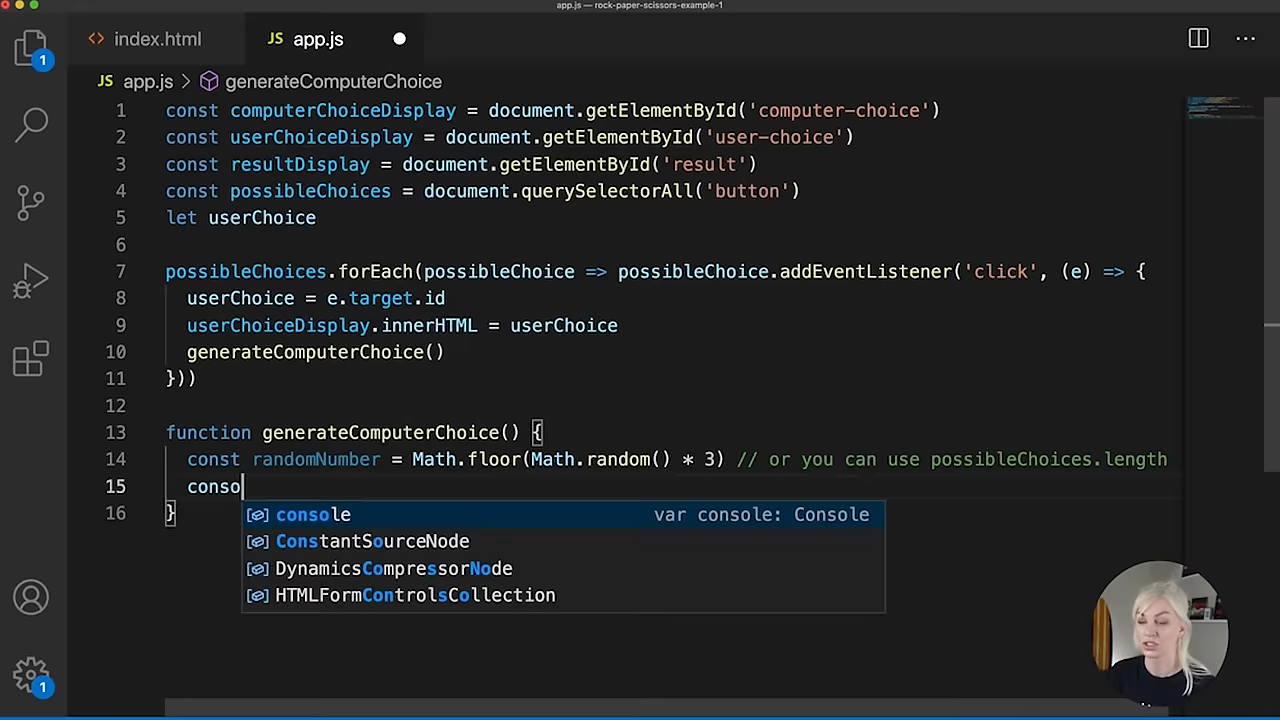 app.js — rock-paper-scissors-example-1
index.html
JS app.js
JS app.js > generateComputerChoice
1 const computerChoiceDisplay = document.getElementById('computer-choice')
2 const userChoiceDisplay = document.getElementById('user-choice')
3 const resultDisplay = document.getElementById('result')
4 const possibleChoices = document.querySelectorAll('button')
5 let userChoice
6
7 possibleChoices.forEach(possibleChoice => possibleChoice.addEventListener('click', (e) => {
8 userChoice = e.target.id
9 userChoiceDisplay.innerHTML = userChoice
10 generateComputerChoice()
11 }))
12
13 function generateComputerChoice() {
14 const randomNumber = Math.floor(Math.random() * 3) // or you can use possibleChoices.length
15 conso
16 }
console var console: Console
ConstantSourceNode
DynamicsCompressorNode
HTMLFormControlsCollection
1
1